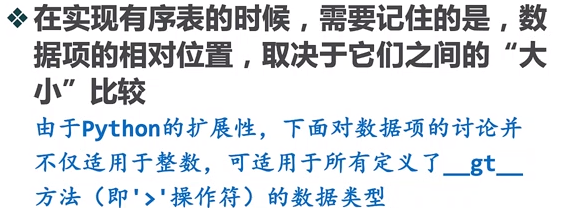 ❖在实现有序表的时候，需要记住的是，数
据项的相对位置，取决于它们之间的“大
小”比较
由于Python的扩展性，下面对数据项的讨论并
不仅适用于整数，可适用于所有定义了__gt__
方法（即'>'操作符）的数据类型